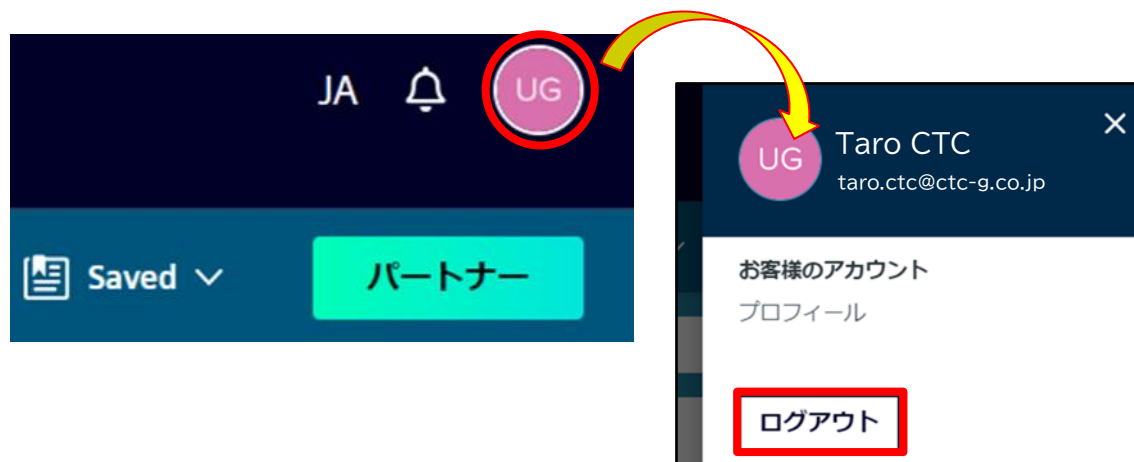 JA
UG
Saved
パートナー
UG
Taro CTC
taro.ctc@ctc-g.co.jp
お客様のアカウント
プロフィール
ログアウト